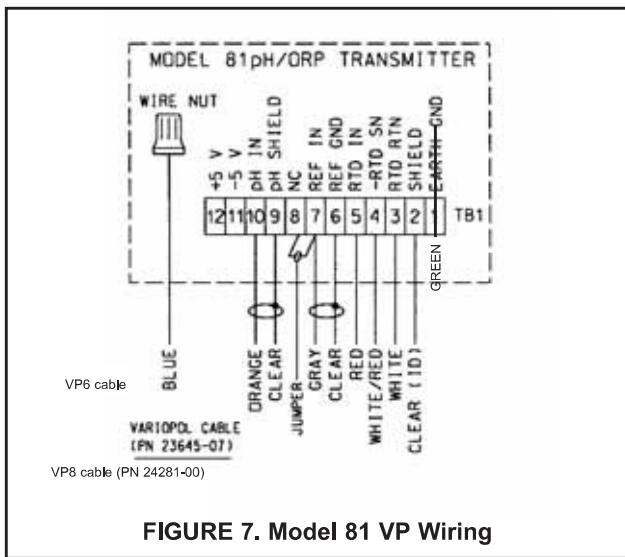 MODEL 81pH/ORP TRANSMITTER
WIRE NUT
+5 V
-5 V
pH IN
pH SHIELD
NC
REF IN
REF GND
RTD IN
-RTD SN
RTD RTN
SHIELD
EARTH GND
12 11 10 9 8 7 6 5 4 3 2 1 TB1
GREEN
BLUE
ORANGE
CLEAR
JUMPER
GRAY
CLEAR
RED
WHITE/RED
WHITE
CLEAR (ID)
VP6 cable
VARIOPOL CABLE
(PN 23645-07)
VP8 cable (PN 24281-00)
FIGURE 7. Model 81 VP Wiring